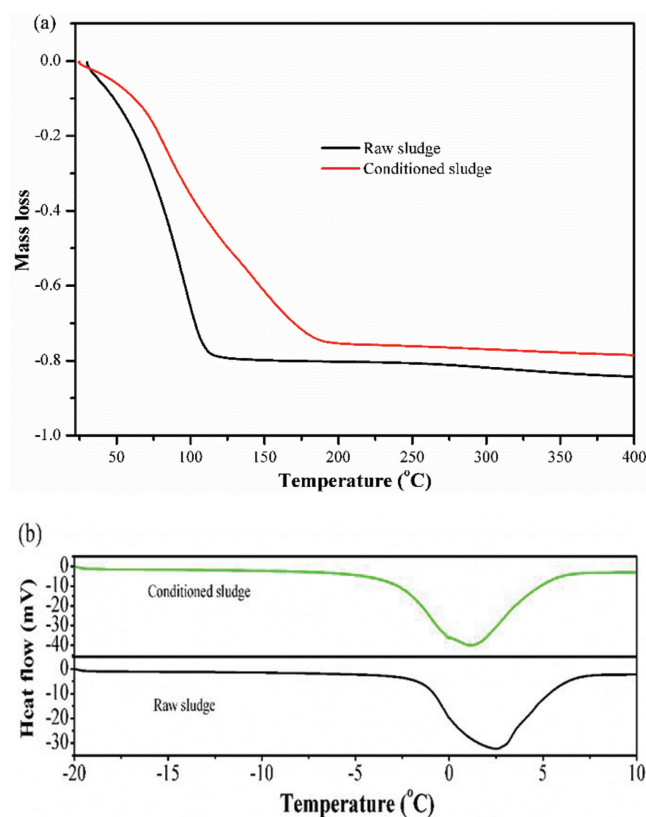 (a)
0.0
-0.2
-0.4
-0.6
-0.8
-1.0
Mass loss
Raw sludge
Conditioned sludge
50 100 150 200 250 300 350 400
Temperature (°C)
(b)
0
-10
-20
-30
-40
Conditioned sludge
Heat flow (mV)
0
-10
-20
-30
Raw sludge
-20 -15 -10 -5 0 5 10
Temperature (°C)